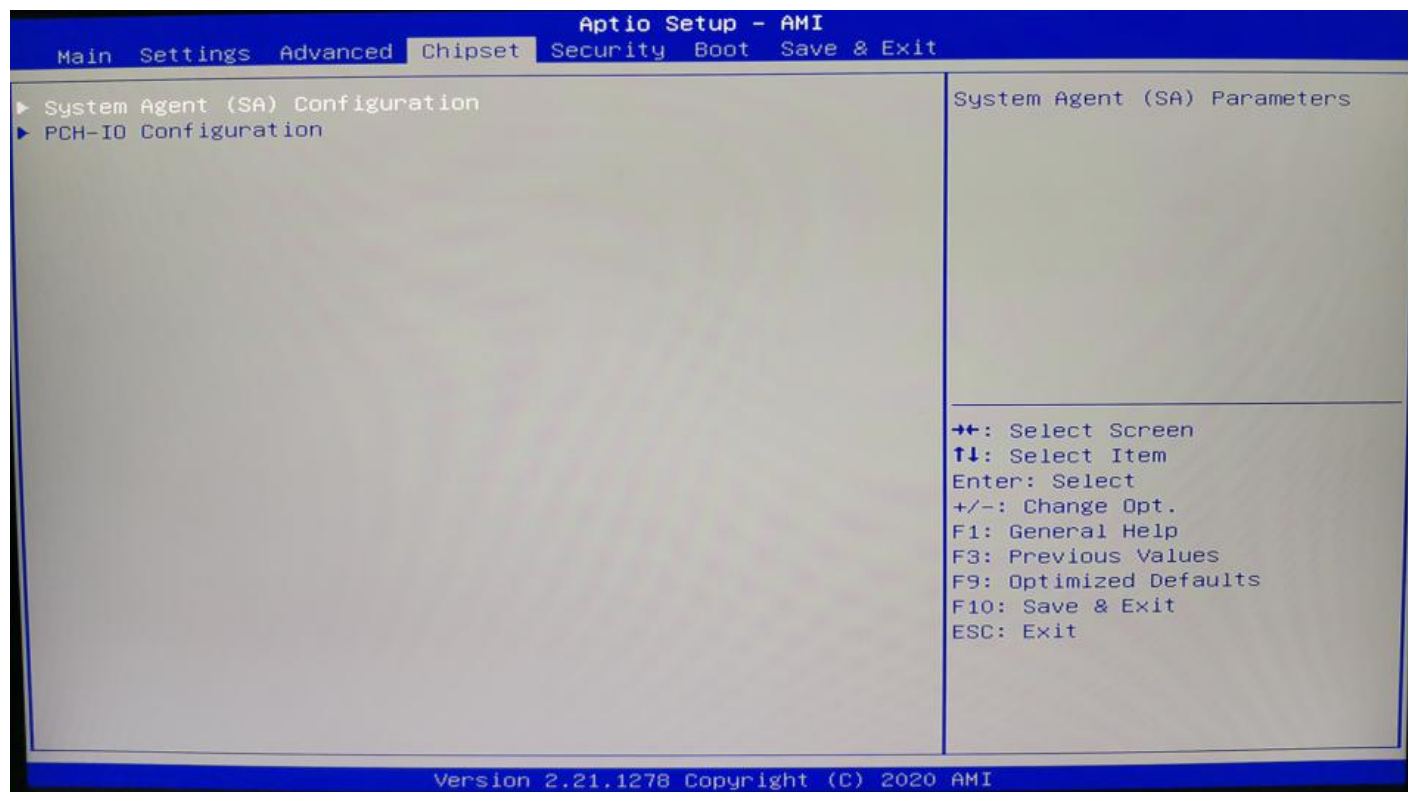 Aptio Setup - AMI
Main Settings Advanced Chipset Security Boot Save & Exit
► System Agent (SA) Configuration
► PCH-IO Configuration
System Agent (SA) Parameters
→←: Select Screen
↑↓: Select Item
Enter: Select
+/-: Change Opt.
F1: General Help
F3: Previous Values
F9: Optimized Defaults
F10: Save & Exit
ESC: Exit
Version 2.21.1278 Copyright (C) 2020 AMI